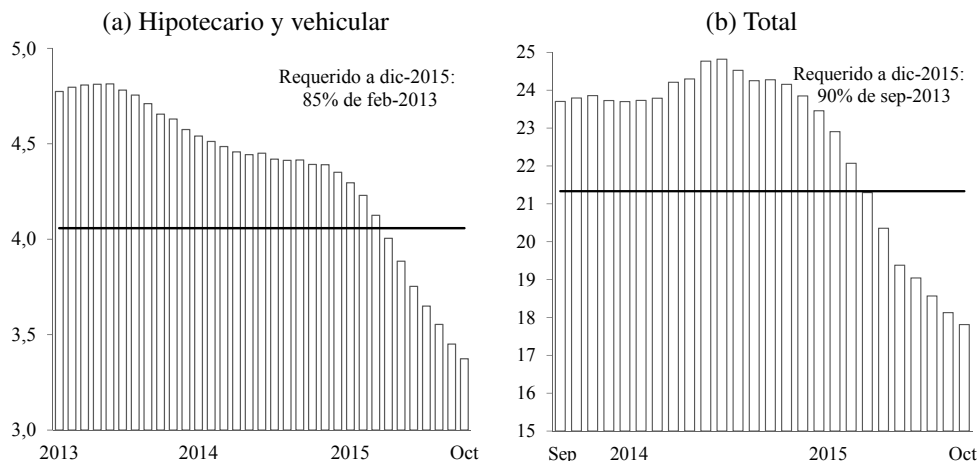 (a) Hipotecario y vehicular
5,0
4,5
4,0
3,5
3,0
Requerido a dic-2015:
85% de feb-2013
2013 2014 2015 Oct
(b) Total
25
24
23
22
21
20
19
18
17
16
15
Requerido a dic-2015:
90% de sep-2013
Sep 2014 2015 Oct